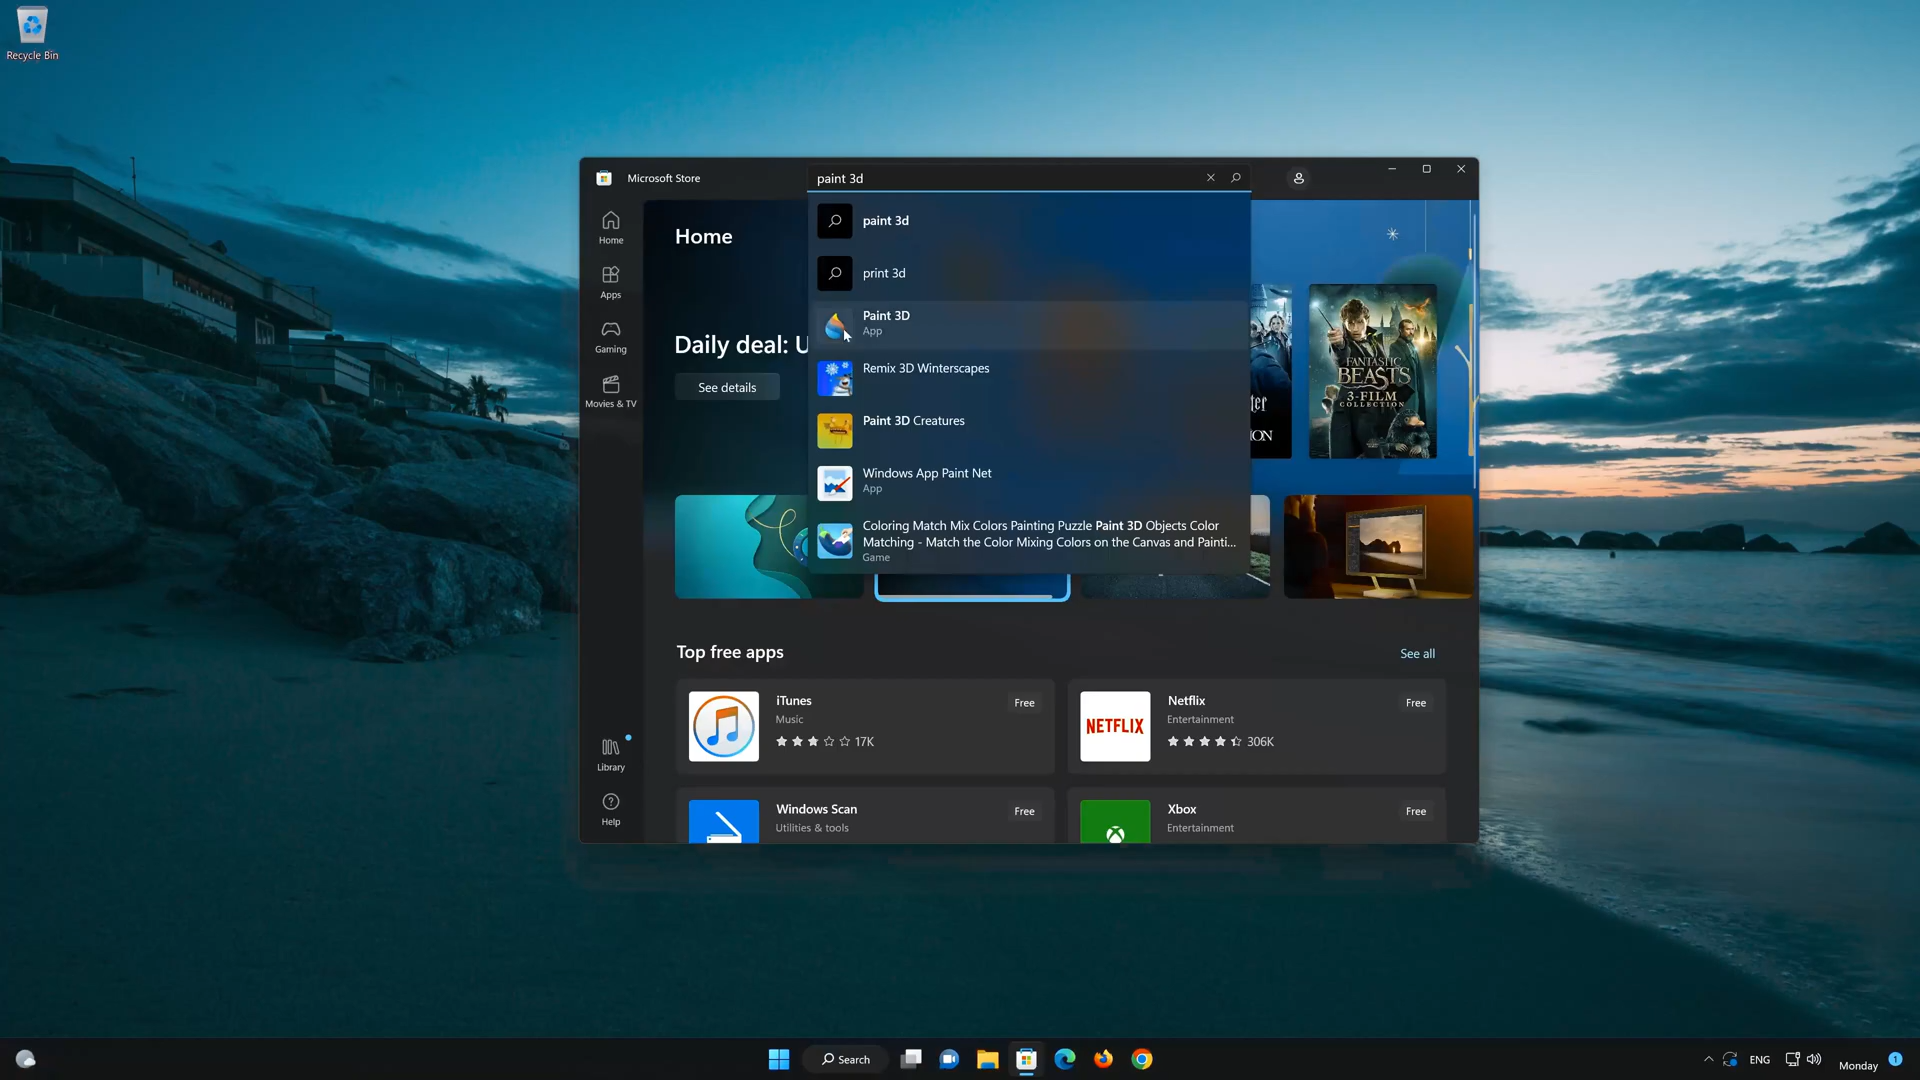 Recycle Bin
Microsoft Store
paint 3d
Home
Apps
Gaming
Movies & TV
Library
Help
Home
Daily deal: U
See details
paint 3d
print 3d
Paint 3D
App
Remix 3D Winterscapes
Paint 3D Creatures
Windows App Paint Net
App
Coloring Match Mix Colors Painting Puzzle Paint 3D Objects Color
Matching - Match the Color Mixing Colors on the Canvas and Painti...
Game
ter
ION
FANTASTIC
BEASTS
3-FILM
COLLECTION
Top free apps
See all
iTunes
Free
Music
17K
NETFLIX
Netflix
Free
Entertainment
306K
Windows Scan
Free
Utilities & tools
Xbox
Free
Entertainment
Search
ENG
Monday
1